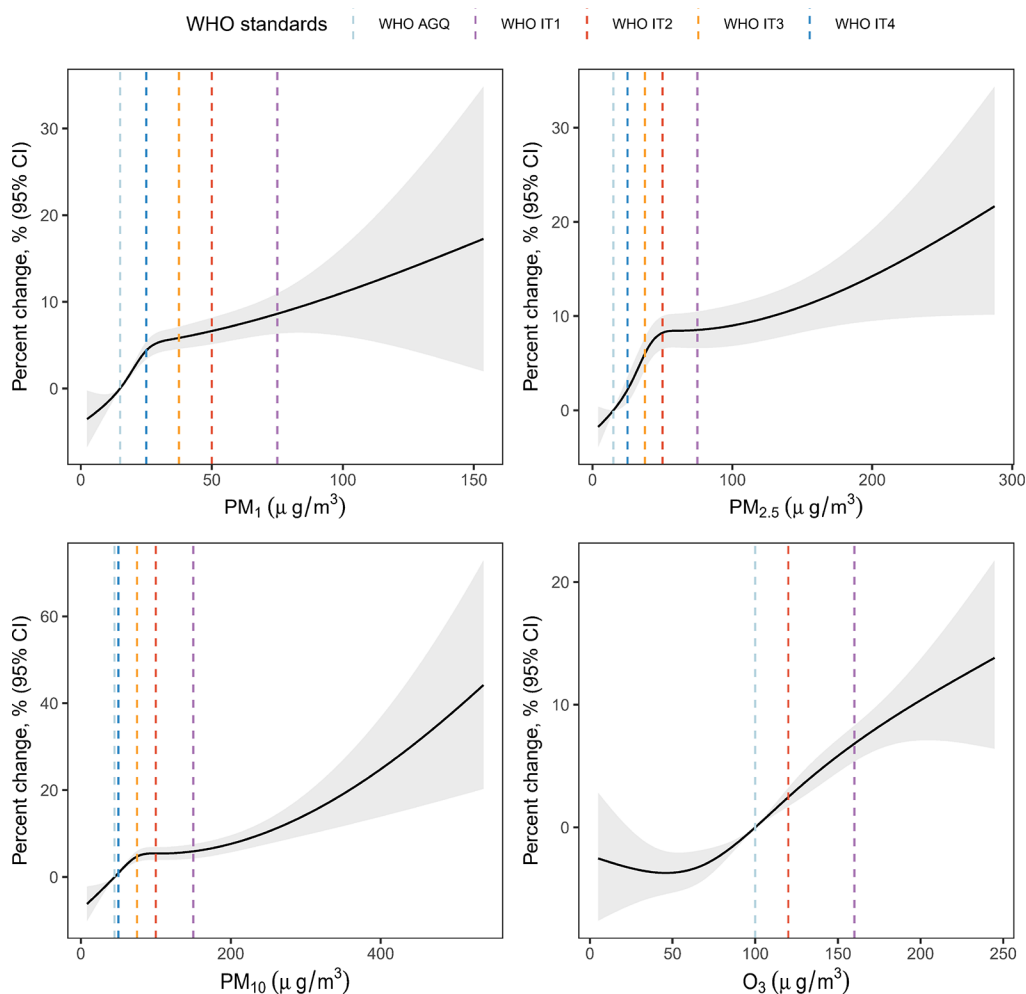 WHO standards WHO AGQ WHO IT1 WHO IT2 WHO IT3 WHO IT4
Percent change, % (95% CI)
30
20
10
0
0 50 100 150
PM₁ (μ g/m³)
Percent change, % (95% CI)
30
20
10
0
0 100 200 300
PM₂.₅ (μ g/m³)
Percent change, % (95% CI)
60
40
20
0
0 200 400
PM₁₀ (μ g/m³)
Percent change, % (95% CI)
20
10
0
0 50 100 150 200 250
O₃ (μ g/m³)